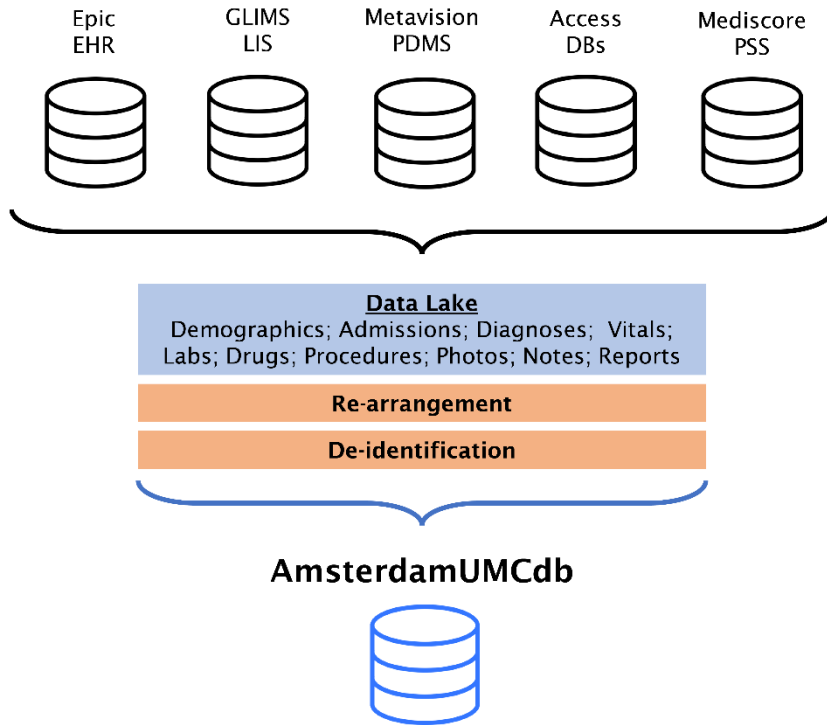 Epic
EHR
GLIMS
LIS
Metavision
PDMS
Access
DBs
Mediscore
PSS
Data Lake
Demographics; Admissions; Diagnoses; Vitals;
Labs; Drugs; Procedures; Photos; Notes; Reports
Re-arrangement
De-identification
AmsterdamUMCdb